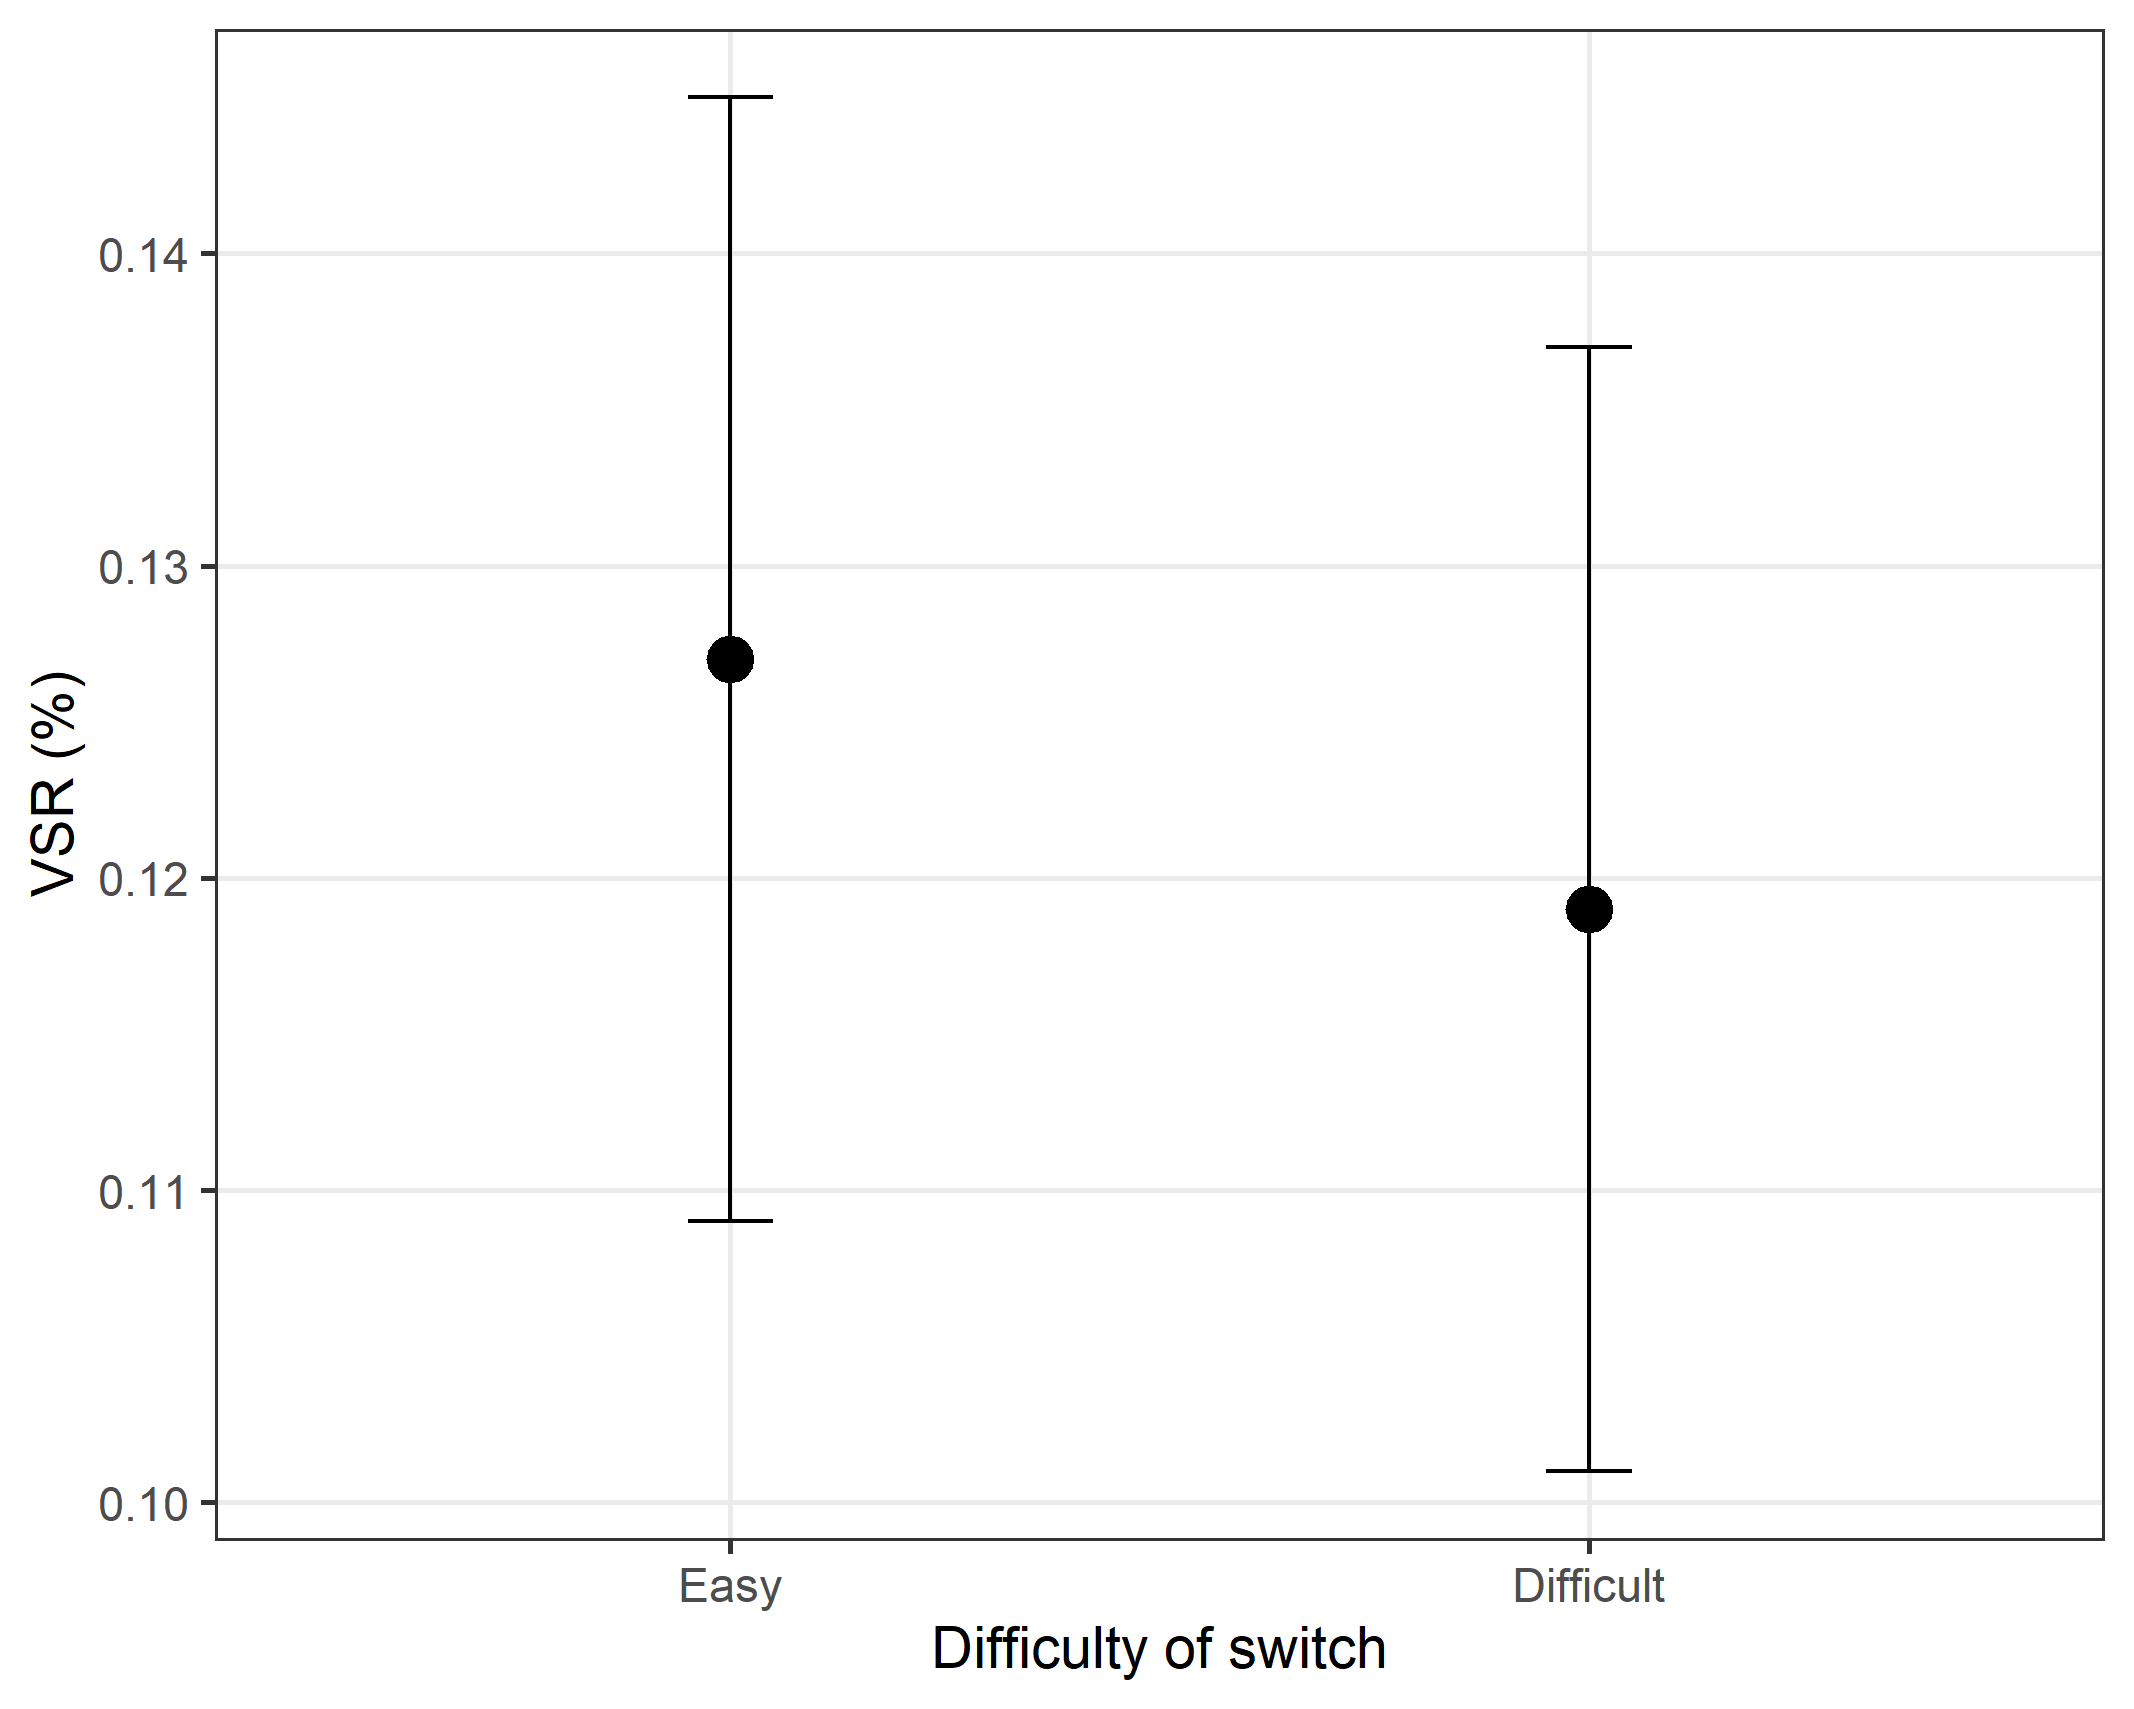 VSR (%)
0.14
0.13
0.12
0.11
0.10
Easy
Difficult
Difficulty of switch